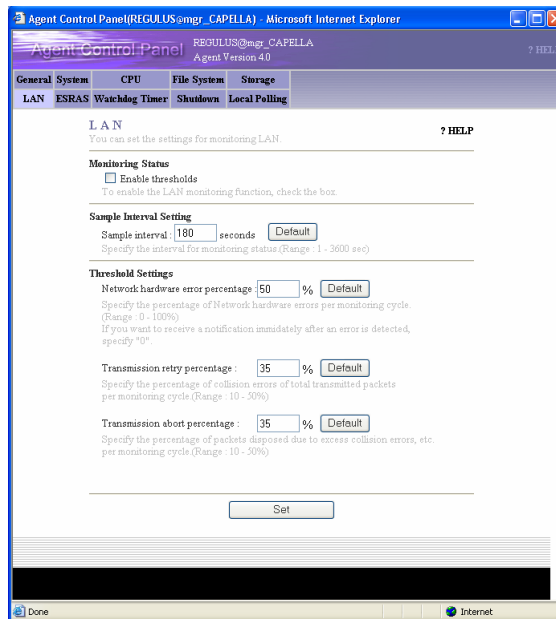 Agent Control Panel(REGULUS@mgr_CAPELLA) - Microsoft Internet Explorer
Agent Control Panel
REGULUS@mgr_CAPELLA
Agent Version 4.0
? HEL
General System CPU File System Storage
LAN ESRAS Watchdog Timer Shutdown Local Polling
L A N
? HELP
You can set the settings for monitoring LAN.
Monitoring Status
Enable thresholds
To enable the LAN monitoring function, check the box.
Sample Interval Setting
Sample interval : 180 seconds Default
Specify the interval for monitoring status.(Range : 1 - 3600 sec)
Threshold Settings
Network hardware error percentage : 50 % Default
Specify the percentage of Network hardware errors per monitoring cycle.
(Range : 0 - 100%)
If you want to receive a notification immidately after an error is detected,
specify "0".
Transmission retry percentage : 35 % Default
Specify the percentage of collision errors of total transmitted packets
per monitoring cycle.(Range : 10 - 50%)
Transmission abort percentage : 35 % Default
Specify the percentage of packets disposed due to excess collision errors, etc.
per monitoring cycle.(Range : 10 - 50%)
Set
Done
Internet